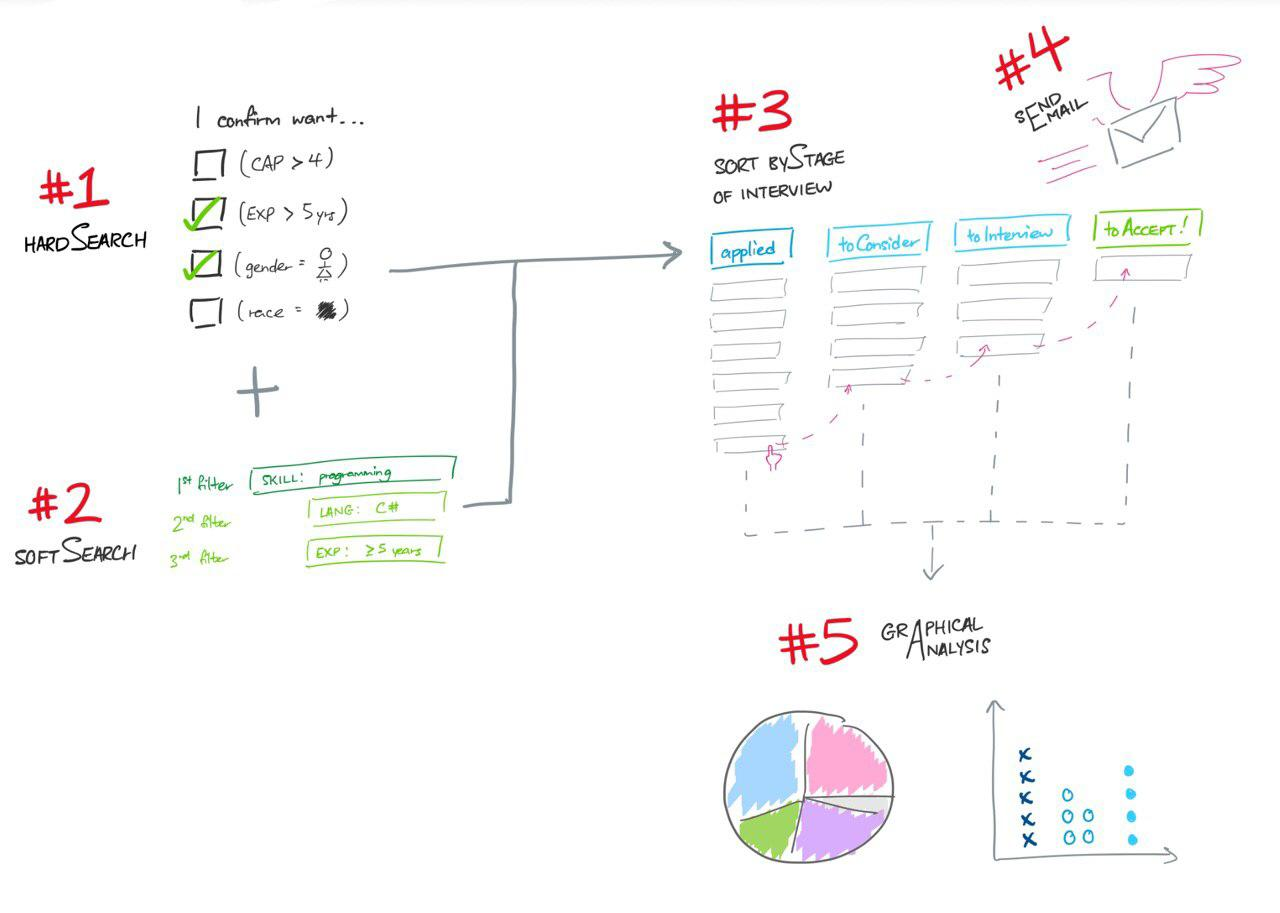 #1
HARD SEARCH
I confirm want...
(CAP > 4)
(EXP > 5 yrs)
(gender = )
(race = )
+
#2
SOFT SEARCH
1st filter
SKILL: programming
2nd filter
LANG: C#
3rd filter
EXP: ≥5 years
#3
SORT BY STAGE
OF INTERVIEW
#4
SEND
EMAIL
applied
to Consider
to Interview
to ACCEPT!
#5
GRAPHICAL
ANALYSIS